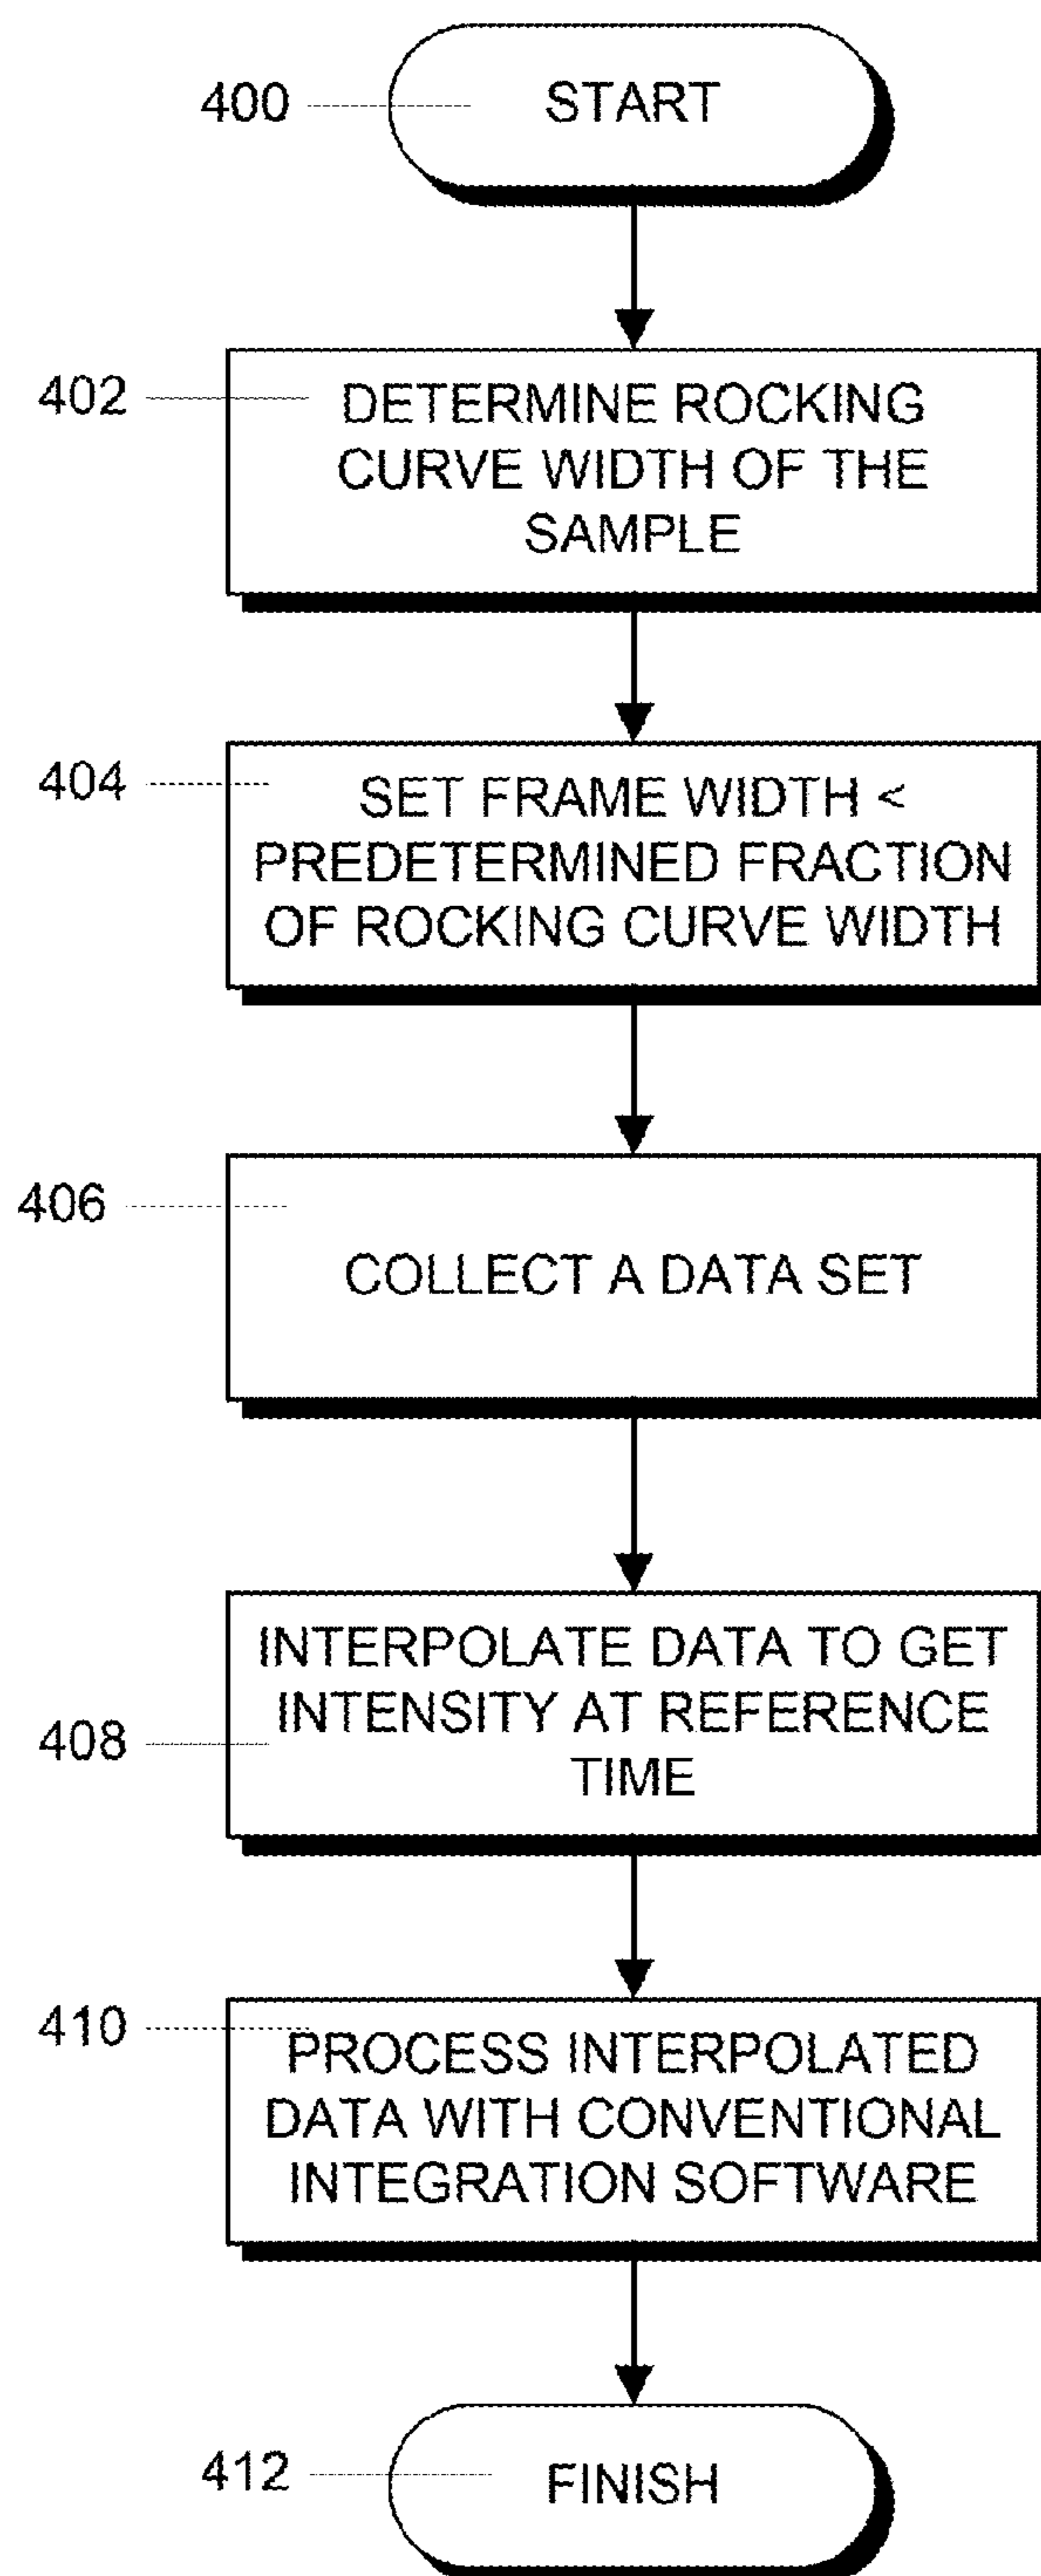 400
START
402
DETERMINE ROCKING
CURVE WIDTH OF THE
SAMPLE
404
SET FRAME WIDTH <
PREDETERMINED FRACTION
OF ROCKING CURVE WIDTH
406
COLLECT A DATA SET
408
INTERPOLATE DATA TO GET
INTENSITY AT REFERENCE
TIME
410
PROCESS INTERPOLATED
DATA WITH CONVENTIONAL
INTEGRATION SOFTWARE
412
FINISH